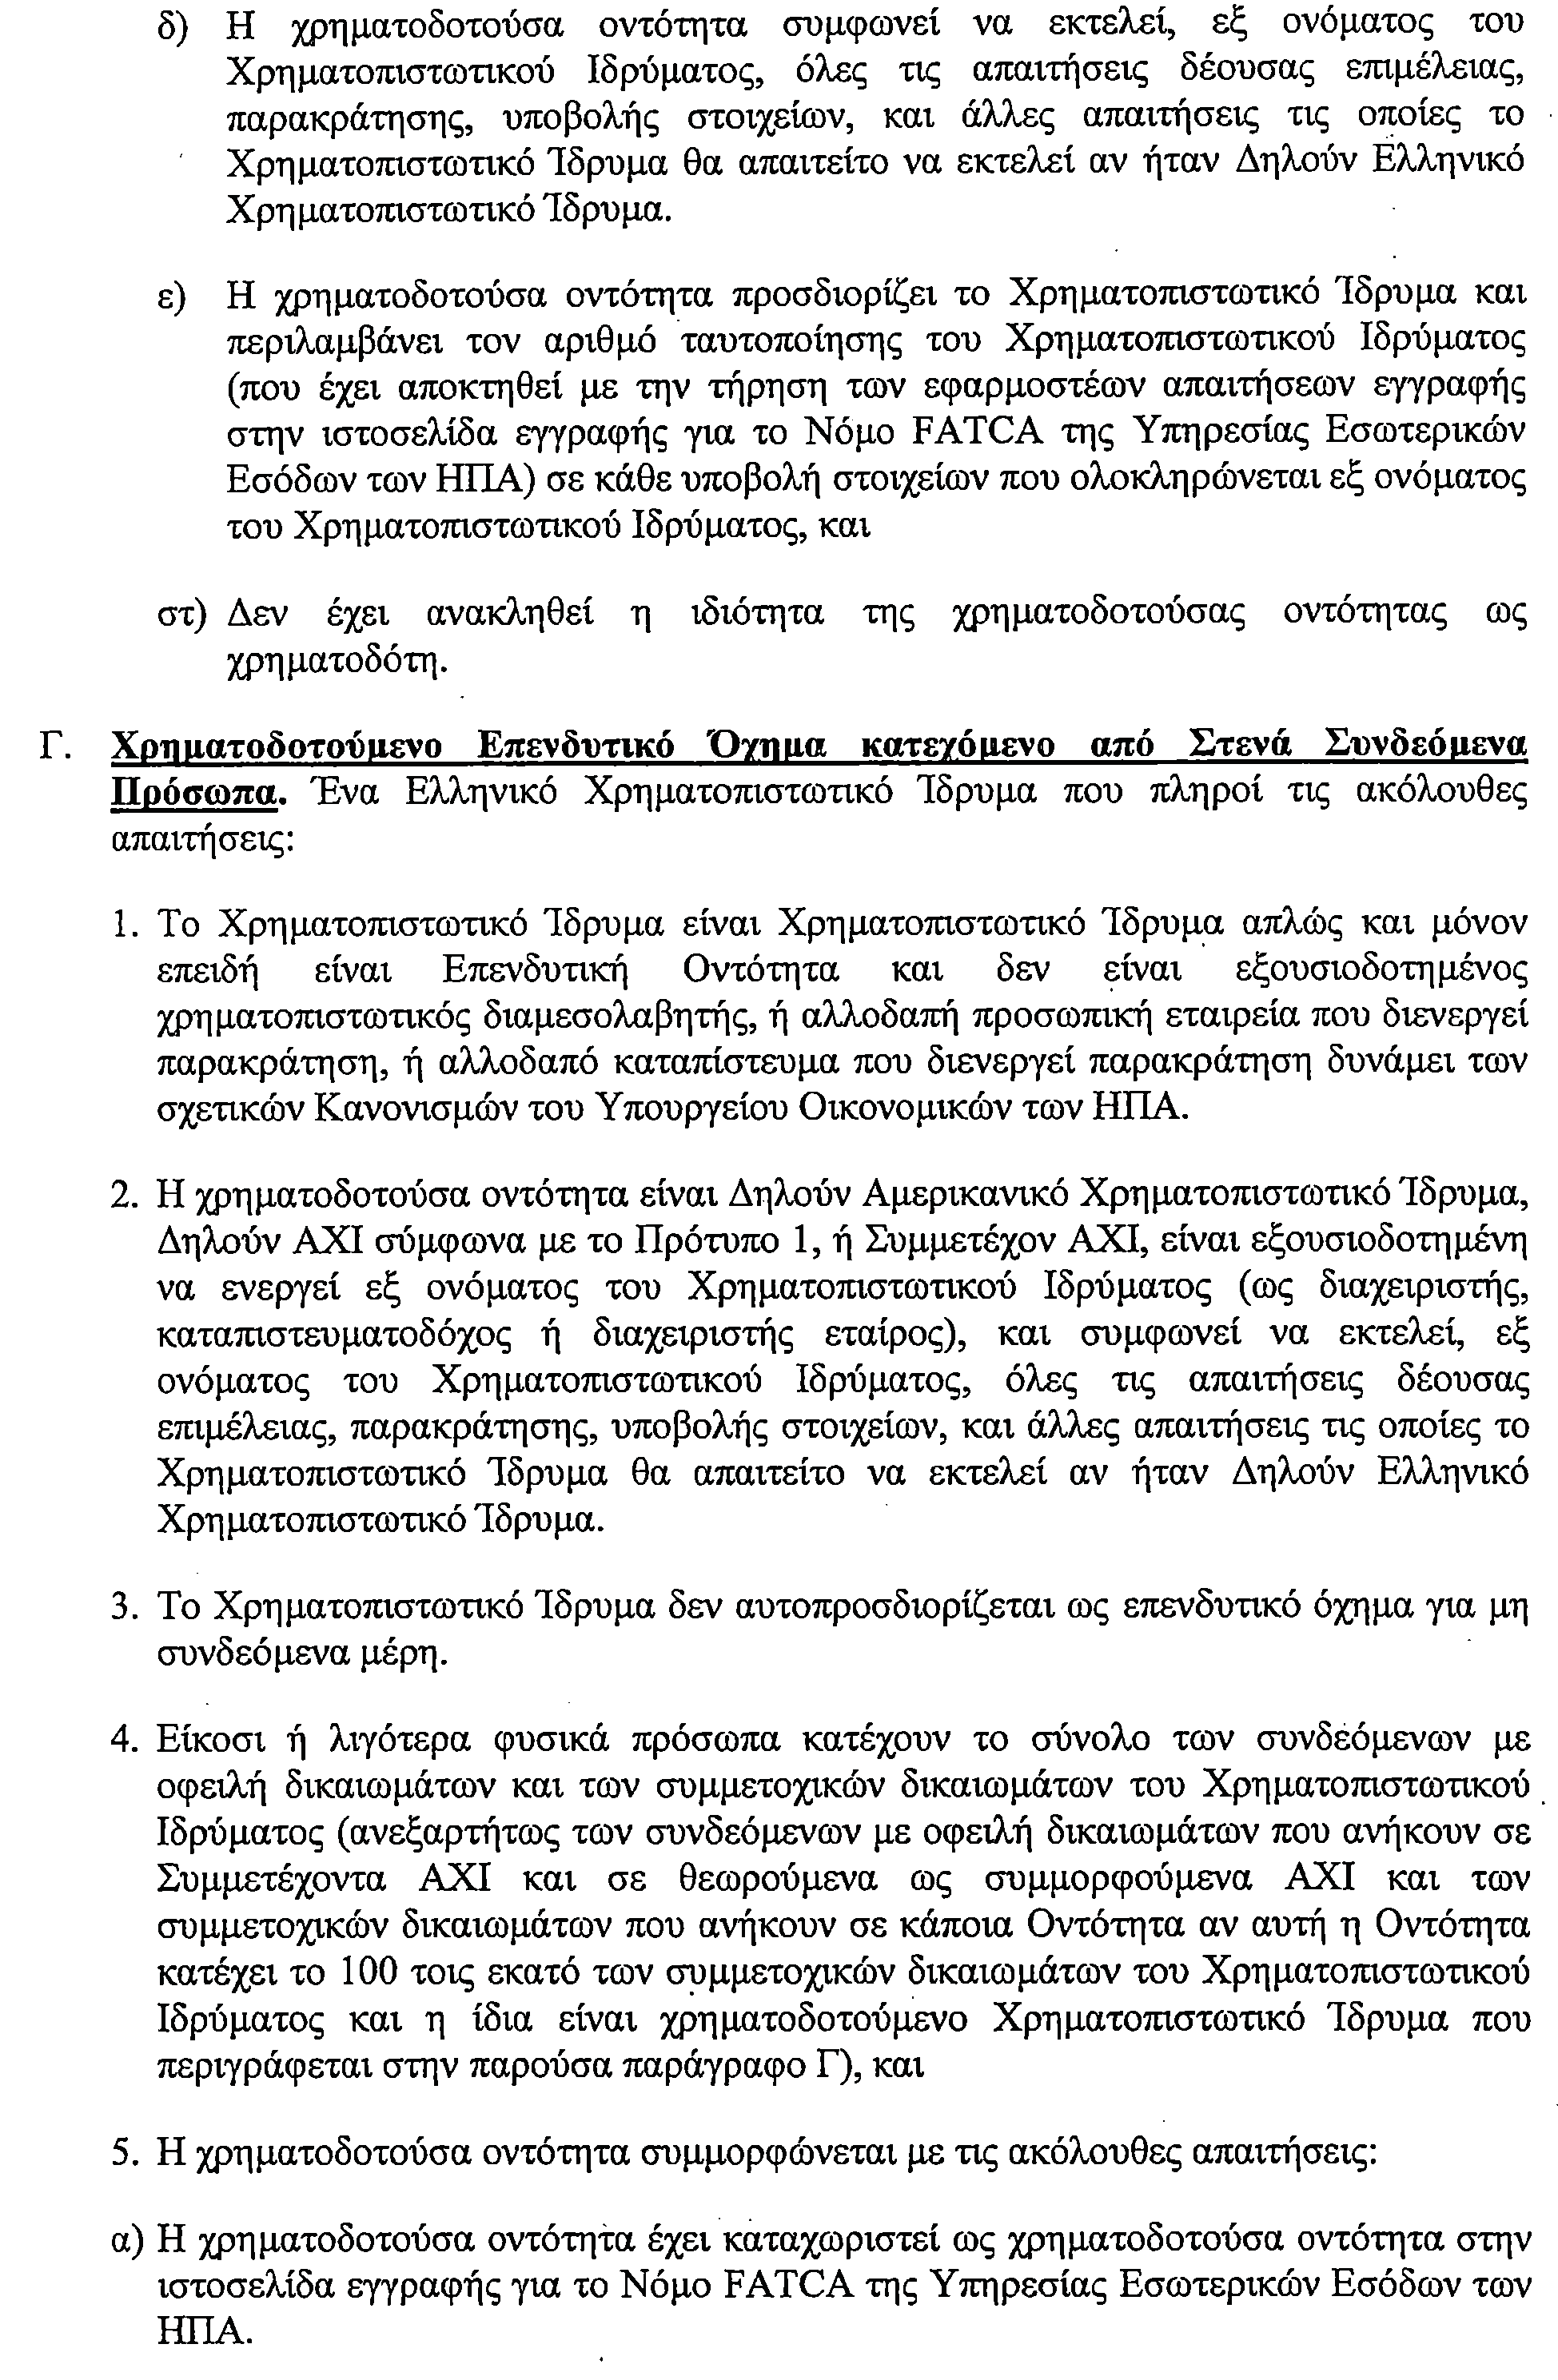 δ) Η χρηματοδοτούσα οντότητα συμφωνεί να εκτελεί, εξ ονόματος του
Χρηματοπιστωτικού Ιδρύματος, όλες τις απαιτήσεις δέουσας επιμέλειας,
παρακράτησης, υποβολής στοιχείων, και άλλες απαιτήσεις τις οποίες το
Χρηματοπιστωτικό Ίδρυμα θα απαιτείτο να εκτελεί αν ήταν Δηλούν Ελληνικό
Χρηματοπιστωτικό Ίδρυμα.
ε) Η χρηματοδοτούσα οντότητα προσδιορίζει το Χρηματοπιστωτικό Ίδρυμα και
περιλαμβάνει τον αριθμό ταυτοποίησης του Χρηματοπιστωτικού Ιδρύματος
(που έχει αποκτηθεί με την τήρηση των εφαρμοστέων απαιτήσεων εγγραφής
στην ιστοσελίδα εγγραφής για το Νόμο FATCA της Υπηρεσίας Εσωτερικών
Εσόδων των ΗΠΑ) σε κάθε υποβολή στοιχείων που ολοκληρώνεται εξ ονόματος
του Χρηματοπιστωτικού Ιδρύματος, και
στ) Δεν έχει ανακληθεί η ιδιότητα της χρηματοδοτούσας οντότητας ως
χρηματοδότη.
Γ. Χρηματοδοτούμενο Επενδυτικό Όχημα κατεχόμενο από Στενά Συνδεόμενα
Πρόσωπα. Ένα Ελληνικό Χρηματοπιστωτικό Ίδρυμα που πληροί τις ακόλουθες
απαιτήσεις:
1. Το Χρηματοπιστωτικό Ίδρυμα είναι Χρηματοπιστωτικό Ίδρυμα απλώς και μόνον
επειδή είναι Επενδυτική Οντότητα και δεν είναι εξουσιοδοτημένος
χρηματοπιστωτικός διαμεσολαβητής, ή αλλοδαπή προσωπική εταιρεία που διενεργεί
παρακράτηση, ή αλλοδαπό καταπίστευμα που διενεργεί παρακράτηση δυνάμει των
σχετικών Κανονισμών του Υπουργείου Οικονομικών των ΗΠΑ.
2. Η χρηματοδοτούσα οντότητα είναι Δηλούν Αμερικανικό Χρηματοπιστωτικό Ίδρυμα,
Δηλούν ΑΧΙ σύμφωνα με το Πρότυπο 1, ή Συμμετέχον ΑΧΙ, είναι εξουσιοδοτημένη
να ενεργεί εξ ονόματος του Χρηματοπιστωτικού Ιδρύματος (ως διαχειριστής,
καταπιστευματοδόχος ή διαχειριστής εταίρος), και συμφωνεί να εκτελεί, εξ
ονόματος του Χρηματοπιστωτικού Ιδρύματος, όλες τις απαιτήσεις δέουσας
επιμέλειας, παρακράτησης, υποβολής στοιχείων, και άλλες απαιτήσεις τις οποίες το
Χρηματοπιστωτικό Ίδρυμα θα απαιτείτο να εκτελεί αν ήταν Δηλούν Ελληνικό
Χρηματοπιστωτικό Ίδρυμα.
3. Το Χρηματοπιστωτικό Ίδρυμα δεν αυτοπροσδιορίζεται ως επενδυτικό όχημα για μη
συνδεόμενα μέρη.
4. Είκοσι ή λιγότερα φυσικά πρόσωπα κατέχουν το σύνολο των συνδεόμενων με
οφειλή δικαιωμάτων και των συμμετοχικών δικαιωμάτων του Χρηματοπιστωτικού
Ιδρύματος (ανεξαρτήτως των συνδεόμενων με οφειλή δικαιωμάτων που ανήκουν σε
Συμμετέχοντα ΑΧΙ και σε θεωρούμενα ως συμμορφούμενα ΑΧΙ και των
συμμετοχικών δικαιωμάτων που ανήκουν σε κάποια Οντότητα αν αυτή η Οντότητα
κατέχει το 100 τοις εκατό των συμμετοχικών δικαιωμάτων του Χρηματοπιστωτικού
Ιδρύματος και η ίδια είναι χρηματοδοτούμενο Χρηματοπιστωτικό Ίδρυμα που
περιγράφεται στην παρούσα παράγραφο Γ), και
5. Η χρηματοδοτούσα οντότητα συμμορφώνεται με τις ακόλουθες απαιτήσεις:
α) Η χρηματοδοτούσα οντότητα έχει καταχωριστεί ως χρηματοδοτούσα οντότητα στην
ιστοσελίδα εγγραφής για το Νόμο FATCA της Υπηρεσίας Εσωτερικών Εσόδων των
ΗΠΑ.